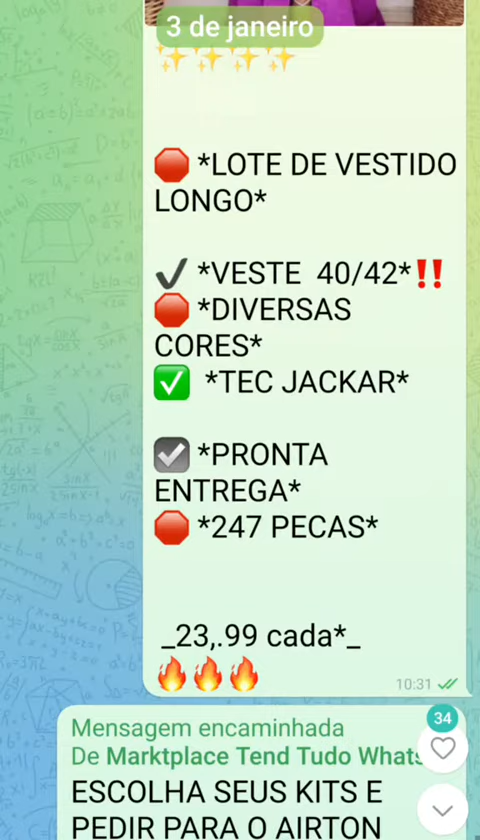 3 de janeiro
✨✨✨✨
🛑 *LOTE DE VESTIDO
LONGO*
✔️ *VESTE  40/42*‼️
🛑 *DIVERSAS
CORES*
✅  *TEC JACKAR*
☑️ *PRONTA
ENTREGA*
🛑 *247 PECAS*
_23,.99 cada*_
🔥🔥🔥
10:31
34
Mensagem encaminhada
De Marktplace Tend Tudo Whats
ESCOLHA SEUS KITS E
PEDIR PARA O AIRTON